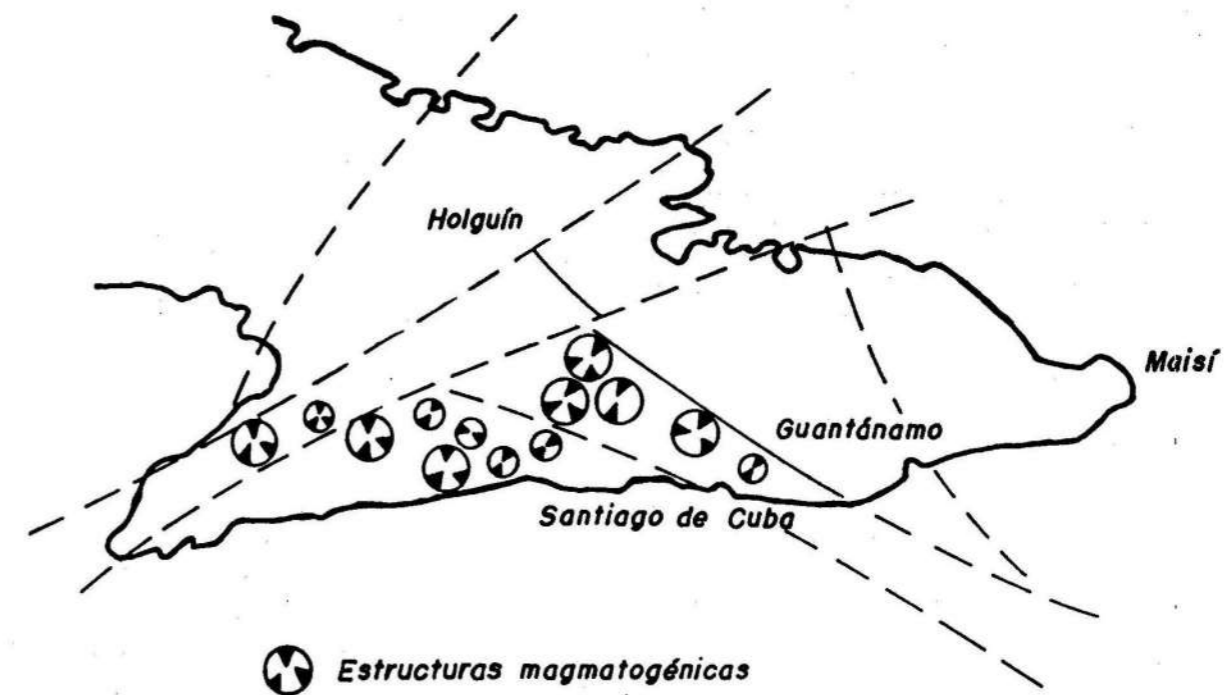 Holguín
Maisí
Guantánamo
Santiago de Cuba
Estructuras magmatogénicas